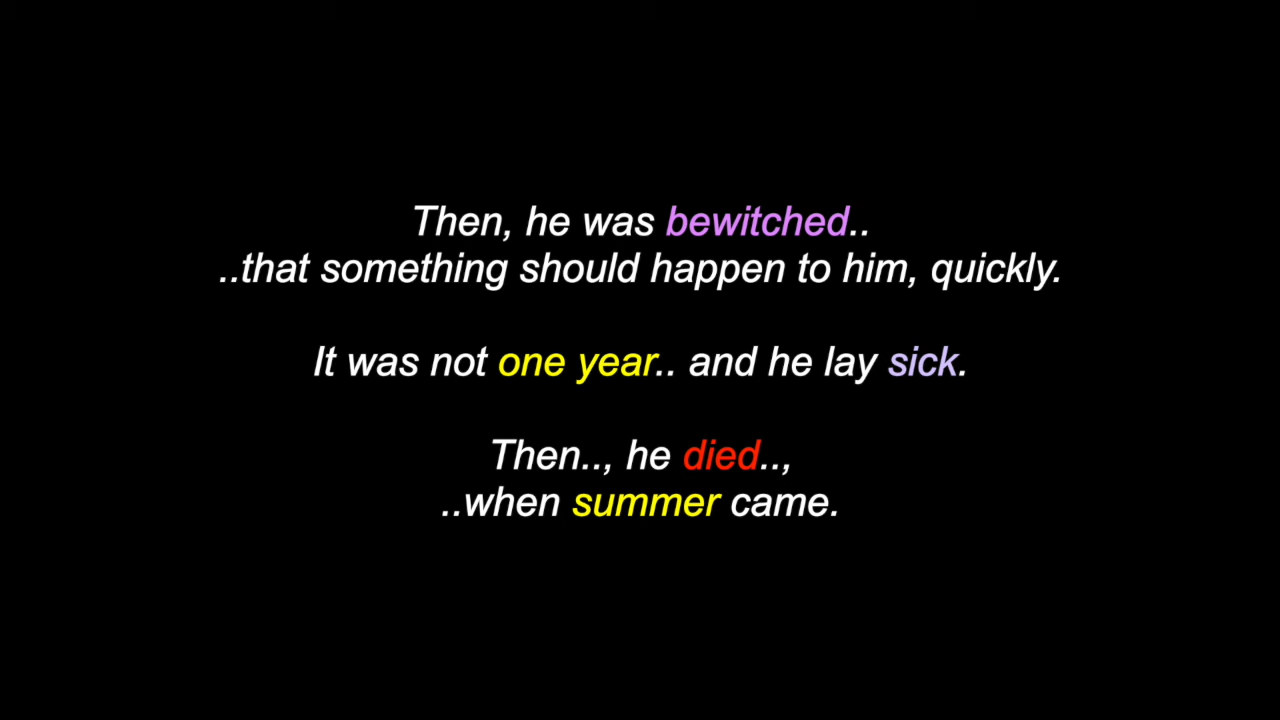 Then, he was bewitched..
..that something should happen to him, quickly.
It was not one year.. and he lay sick.
Then.., he died..,
..when summer came.